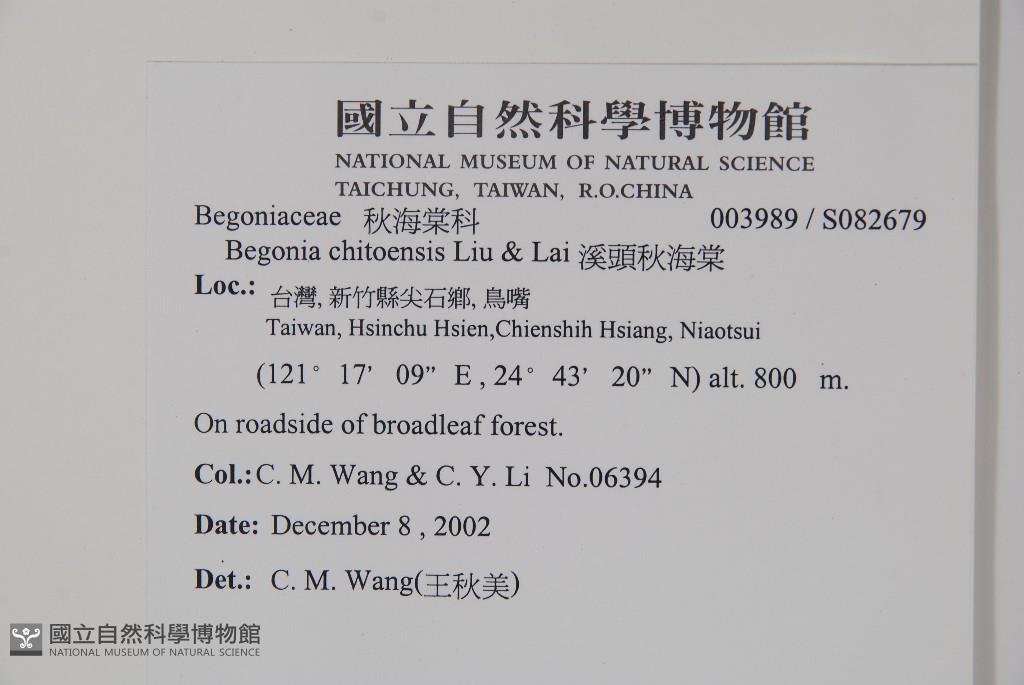 國立自然科學博物館
NATIONAL MUSEUM OF NATURAL SCIENCE
TAICHUNG, TAIWAN, R.O.CHINA
Begoniaceae 秋海棠科 003989 / S082679
Begonia chitoensis Liu & Lai 溪頭秋海棠
Loc.: 台灣, 新竹縣尖石鄉, 鳥嘴
Taiwan, Hsinchu Hsien,Chienshih Hsiang, Niaotsui
(121° 17’ 09” E , 24° 43’ 20” N) alt. 800 m.
On roadside of broadleaf forest.
Col.: C. M. Wang & C. Y. Li No.06394
Date: December 8 , 2002
Det.: C. M. Wang(王秋美)
國立自然科學博物館
NATIONAL MUSEUM OF NATURAL SCIENCE